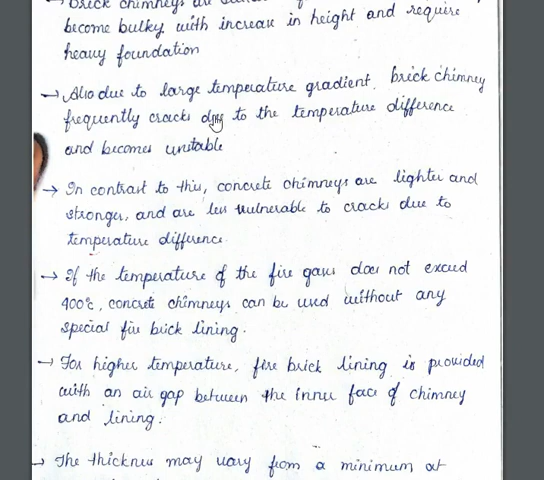 → Brick chimneys are
become bulky with increase in height and require
heavy foundation
→ Also due to large temperature gradient, brick chimney
frequently cracks due to the temperature difference
and becomes unstable
→ In contrast to this, concrete chimneys are lighter and
stronger, and are less vulnerable to cracks due to
temperature difference.
→ If the temperature of the fire gases does not exceed
400°c, concrete chimneys can be used without any
special fire brick lining.
→ For higher temperature, fire brick lining is provided
with an air gap between the inner face of chimney
and lining.
→ The thickness may vary from a minimum at